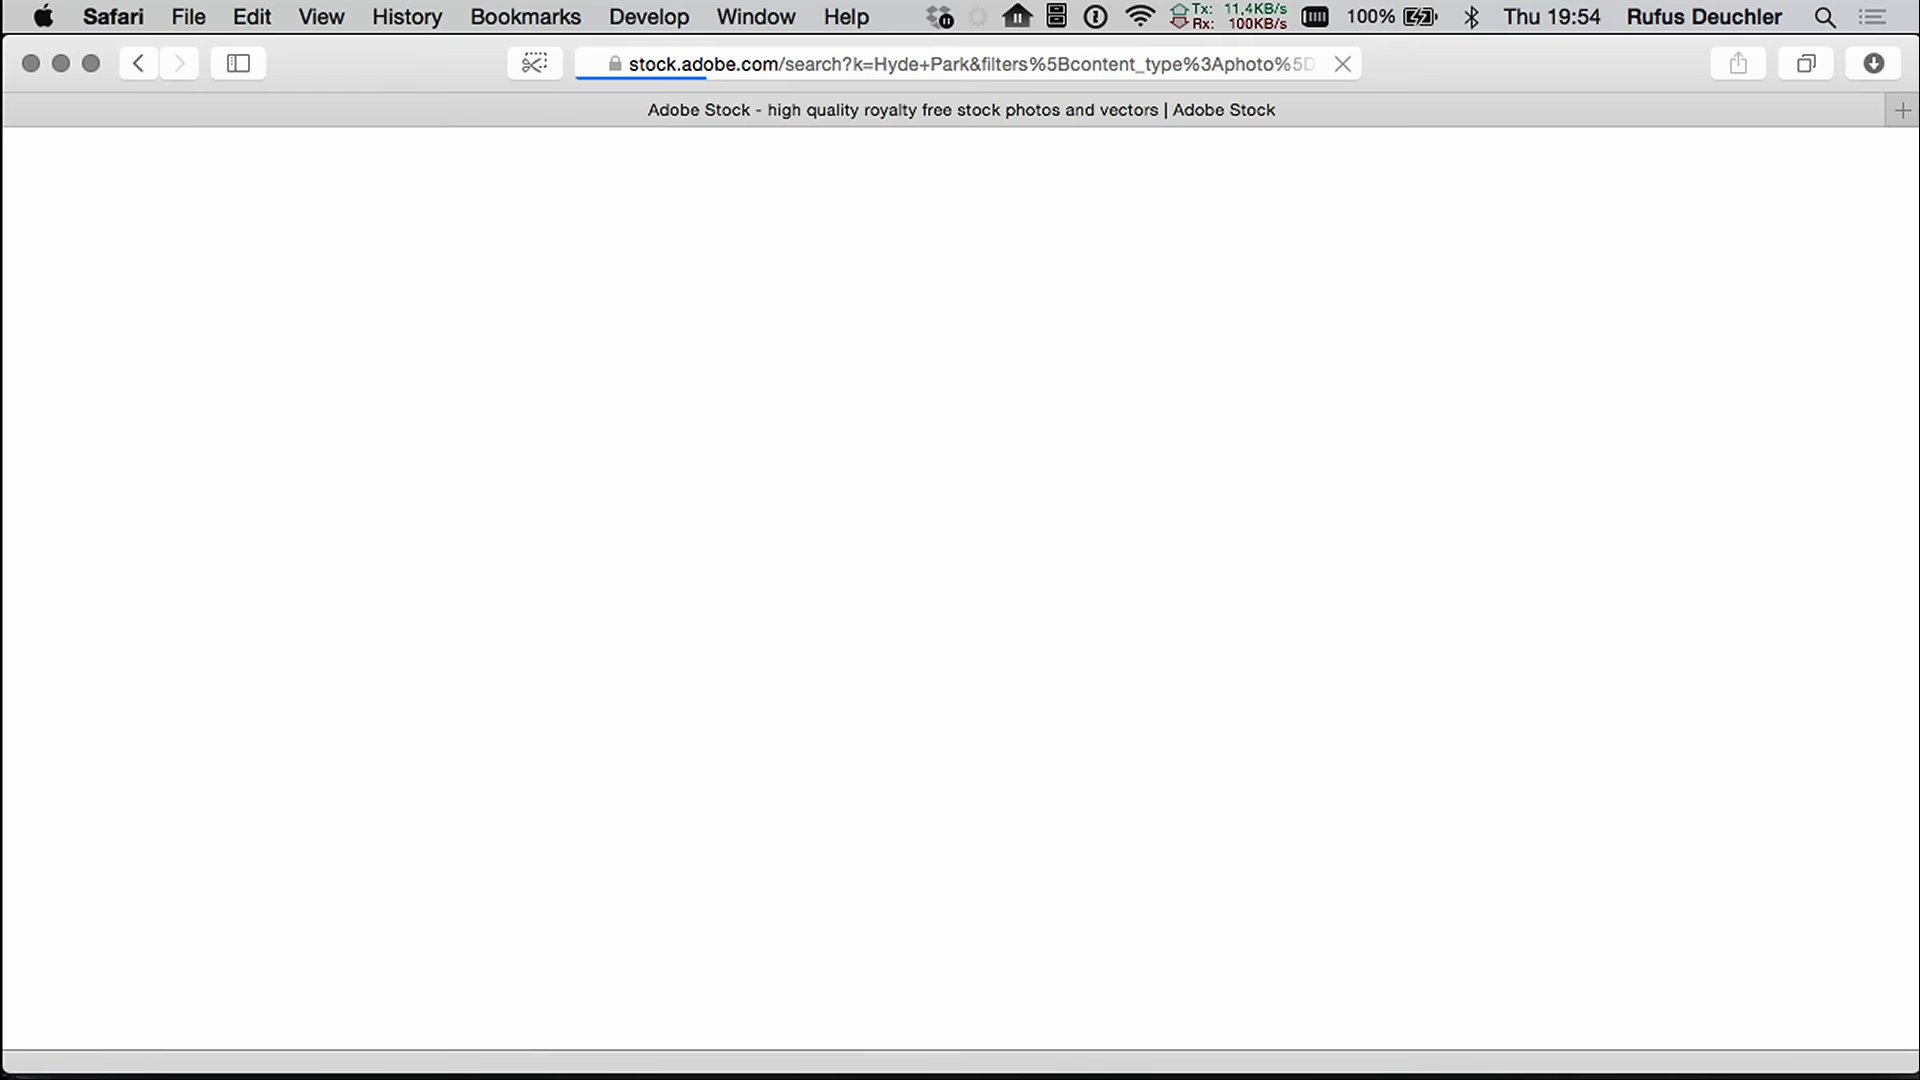 Safari File Edit View History Bookmarks Develop Window Help Tx: 11,4KB/s Rx: 100KB/s 100% Thu 19:54 Rufus Deuchler
stock.adobe.com/search?k=Hyde+Park&filters%5Bcontent_type%3Aphoto%5D
Adobe Stock - high quality royalty free stock photos and vectors | Adobe Stock